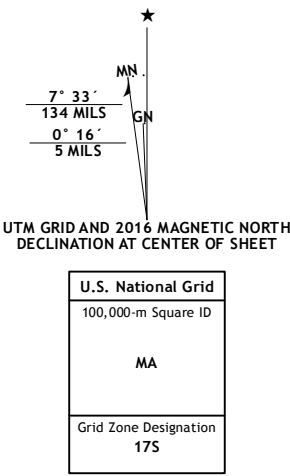 ★
MN
7° 33´
134 MILS
GN
0° 16´
5 MILS
UTM GRID AND 2016 MAGNETIC NORTH
DECLINATION AT CENTER OF SHEET
U.S. National Grid
100,000-m Square ID
MA
Grid Zone Designation
17S